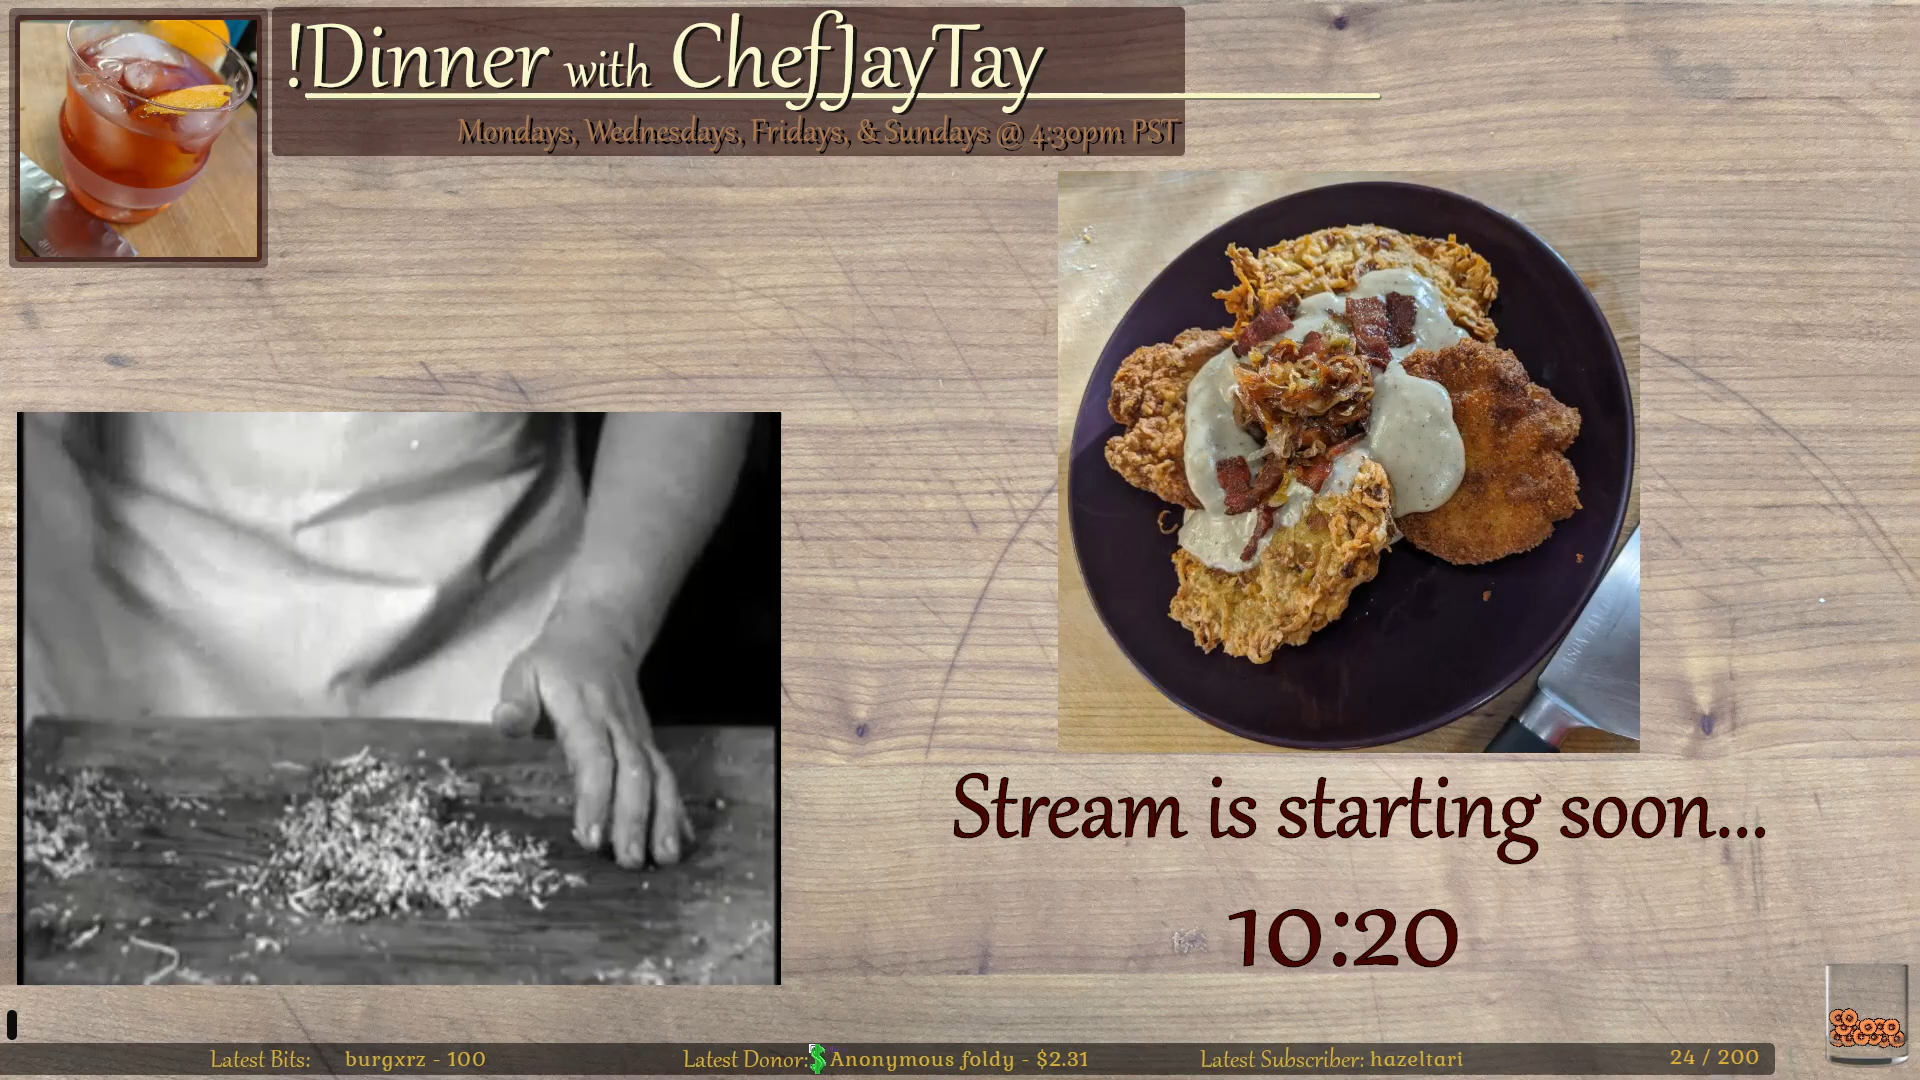 !Dinner with ChefJayTay
Mondays, Wednesdays, Fridays, & Sundays @ 4:30pm PST
Stream is starting soon...
10:20
Latest Bits: burgxrz - 100
Latest Donor: Anonymous foldy - $2.31
Latest Subscriber: hazeltari
24 / 200